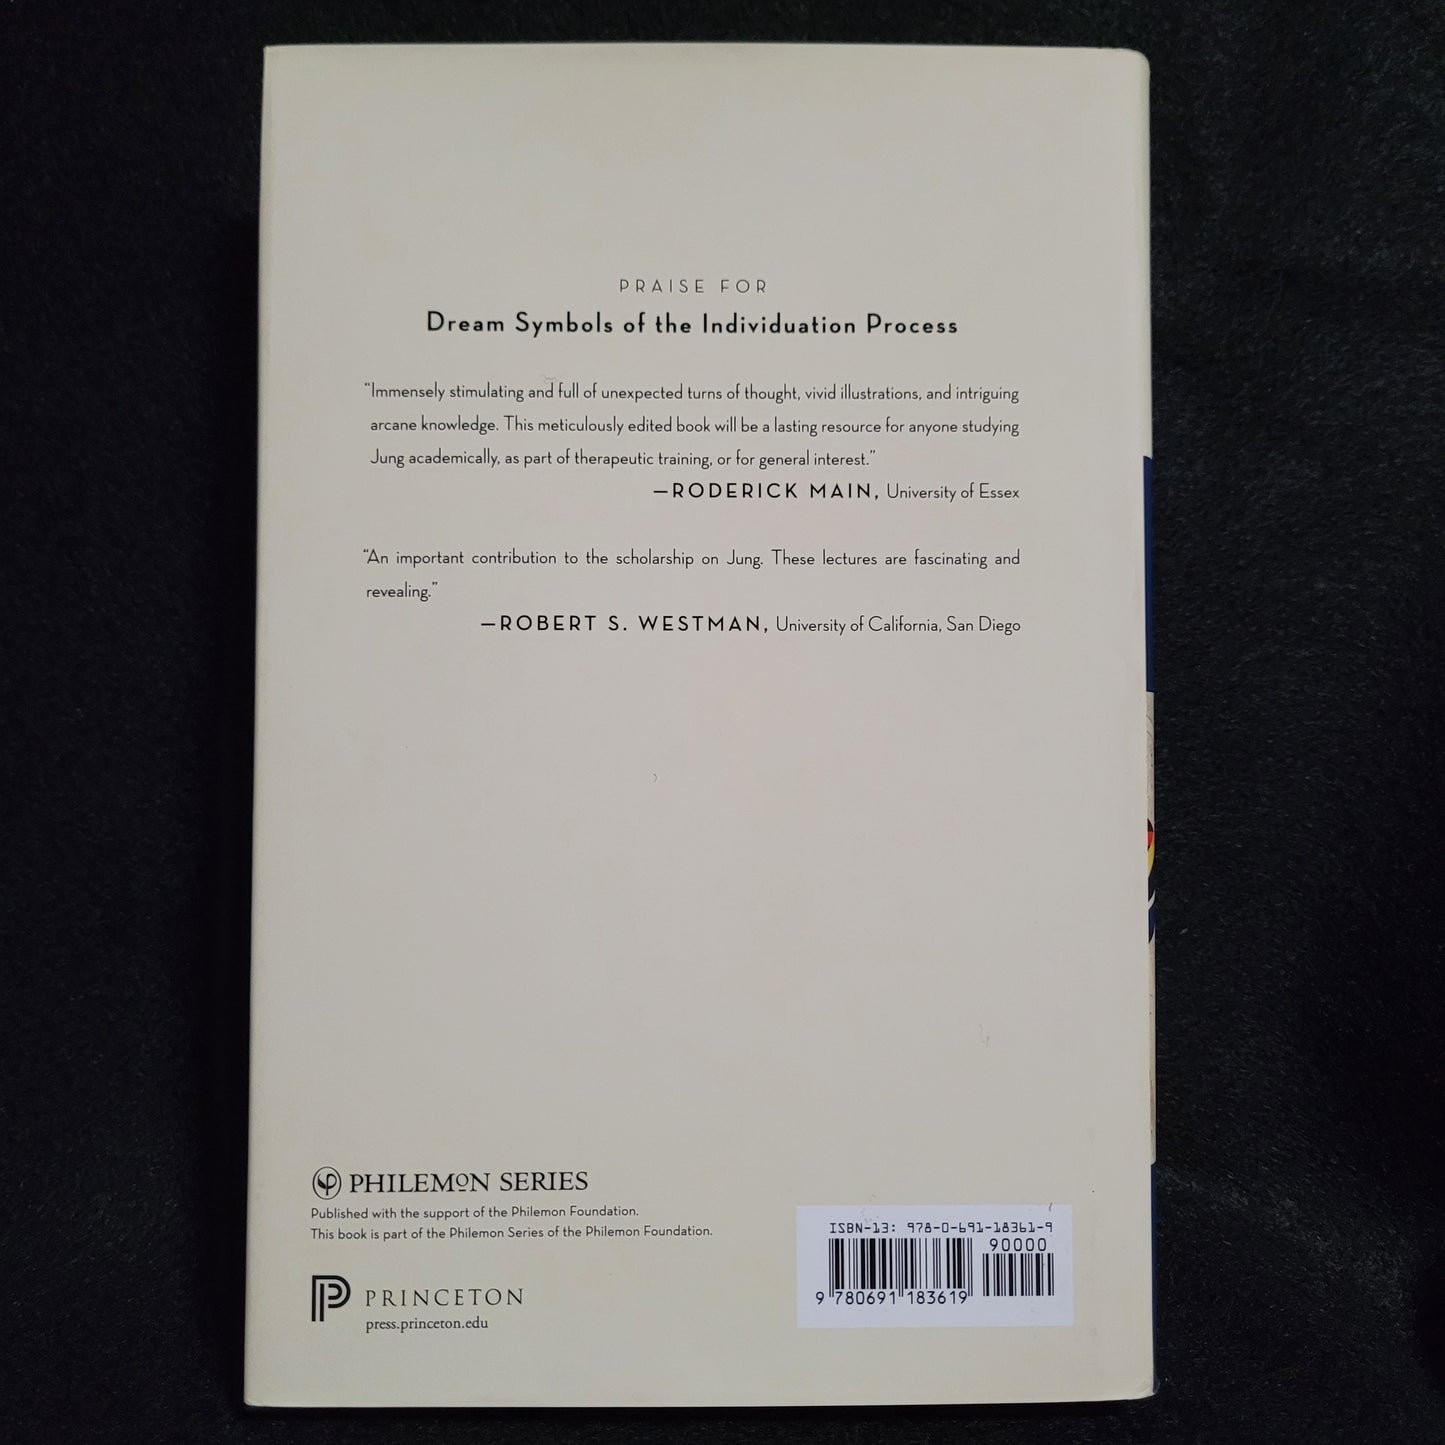 PRAISE FOR
Dream Symbols of the Individuation Process
“Immensely stimulating and full of unexpected turns of thought, vivid illustrations, and intriguing
arcane knowledge. This meticulously edited book will be a lasting resource for anyone studying
Jung academically, as part of therapeutic training, or for general interest.”
—RODERICK MAIN, University of Essex
“An important contribution to the scholarship on Jung. These lectures are fascinating and
revealing.”
—ROBERT S. WESTMAN, University of California, San Diego
PHILEMON SERIES
Published with the support of the Philemon Foundation.
This book is part of the Philemon Series of the Philemon Foundation.
PRINCETON
press.princeton.edu
ISBN-13: 978-0-691-18361-9
90000
9 780691 183619